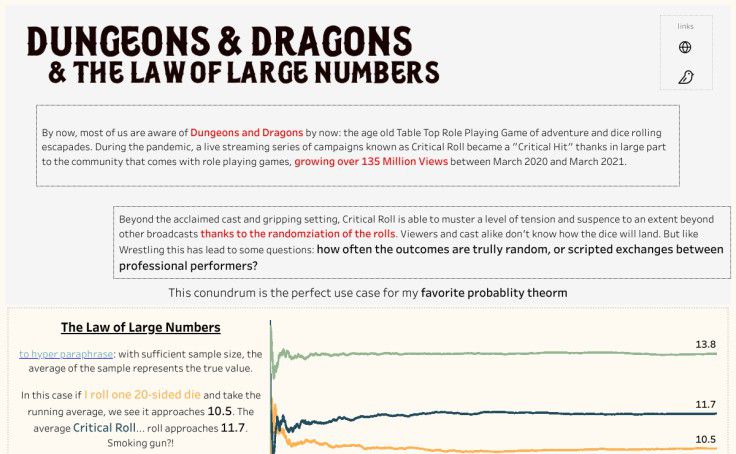 DUNGEONS & DRAGONS
& THE LAW OF LARGE NUMBERS
links
By now, most of us are aware of Dungeons and Dragons by now: the age old Table Top Role Playing Game of adventure and dice rolling
escapades. During the pandemic, a live streaming series of campaigns known as Critical Roll became a "Critical Hit" thanks in large part
to the community that comes with role playing games, growing over 135 Million Views between March 2020 and March 2021.
Beyond the acclaimed cast and gripping setting, Critical Roll is able to muster a level of tension and suspense to an extent beyond
other broadcasts thanks to the randomziation of the rolls. Viewers and cast alike don't know how the dice will land. But like
Wrestling this has lead to some questions: how often the outcomes are trully random, or scripted exchanges between
professional performers?
This conundrum is the perfect use case for my favorite probablity theorm
The Law of Large Numbers
to hyper paraphrase: with sufficient sample size, the
average of the sample represents the true value.
In this case if I roll one 20-sided die and take the
running average, we see it approaches 10.5. The
average Critical Roll... roll approaches 11.7.
Smoking gun?!
13.8
11.7
10.5